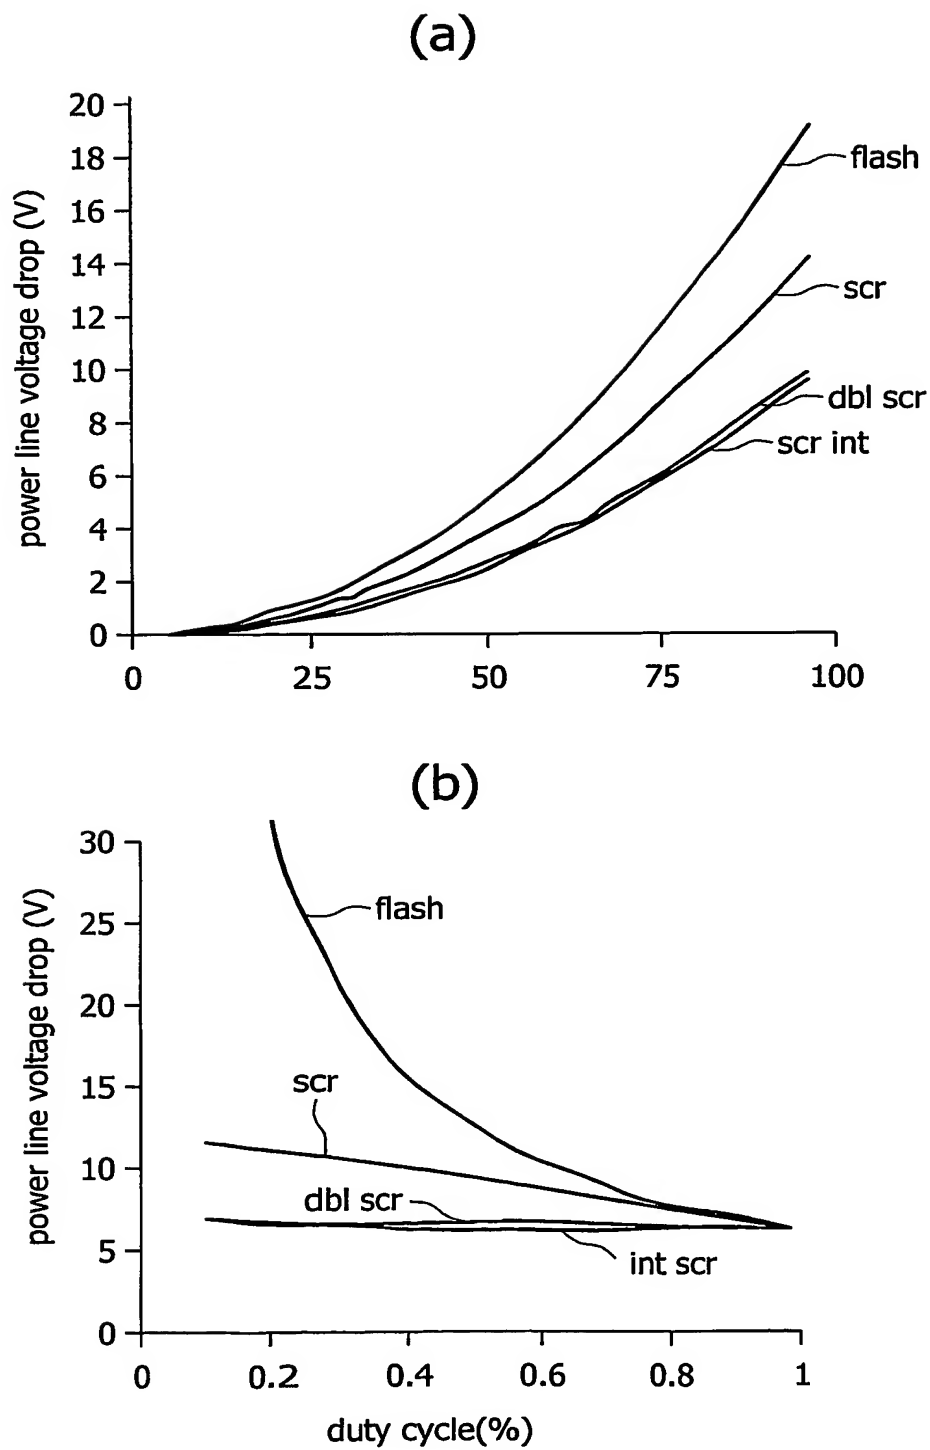 (a)
power line voltage drop (V)
20
18
16
14
12
10
8
6
4
2
0
flash
scr
dbl scr
scr int
0 25 50 75 100
(b)
power line voltage drop (V)
30
25
20
15
10
5
0
flash
scr
dbl scr
int scr
0 0.2 0.4 0.6 0.8 1
duty cycle(%)